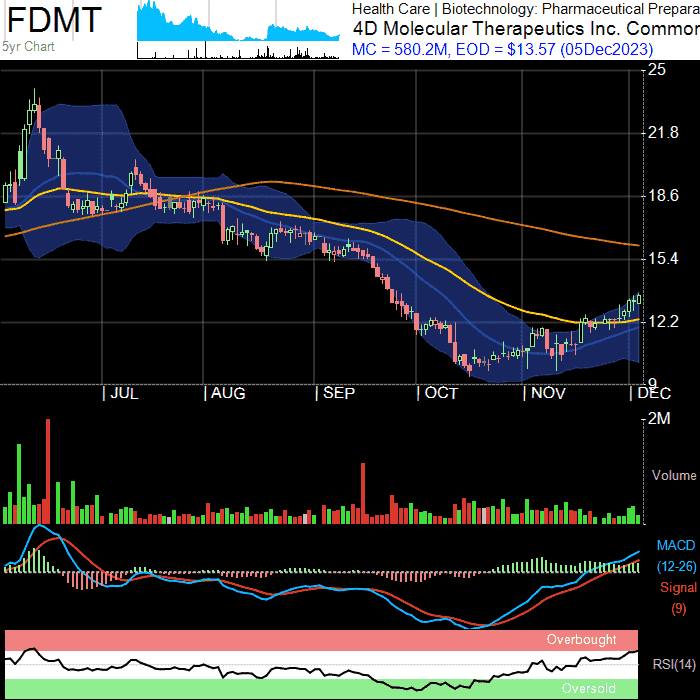 FDMT
5yr Chart
Health Care | Biotechnology: Pharmaceutical Prepara
4D Molecular Therapeutics Inc. Common
MC = 580.2M, EOD = $13.57 (05Dec2023)
25
21.8
18.6
15.4
12.2
9
| JUL | AUG | SEP | OCT | NOV | DEC
2M
Volume
MACD
(12-26)
Signal
(9)
Overbought
RSI(14)
Oversold